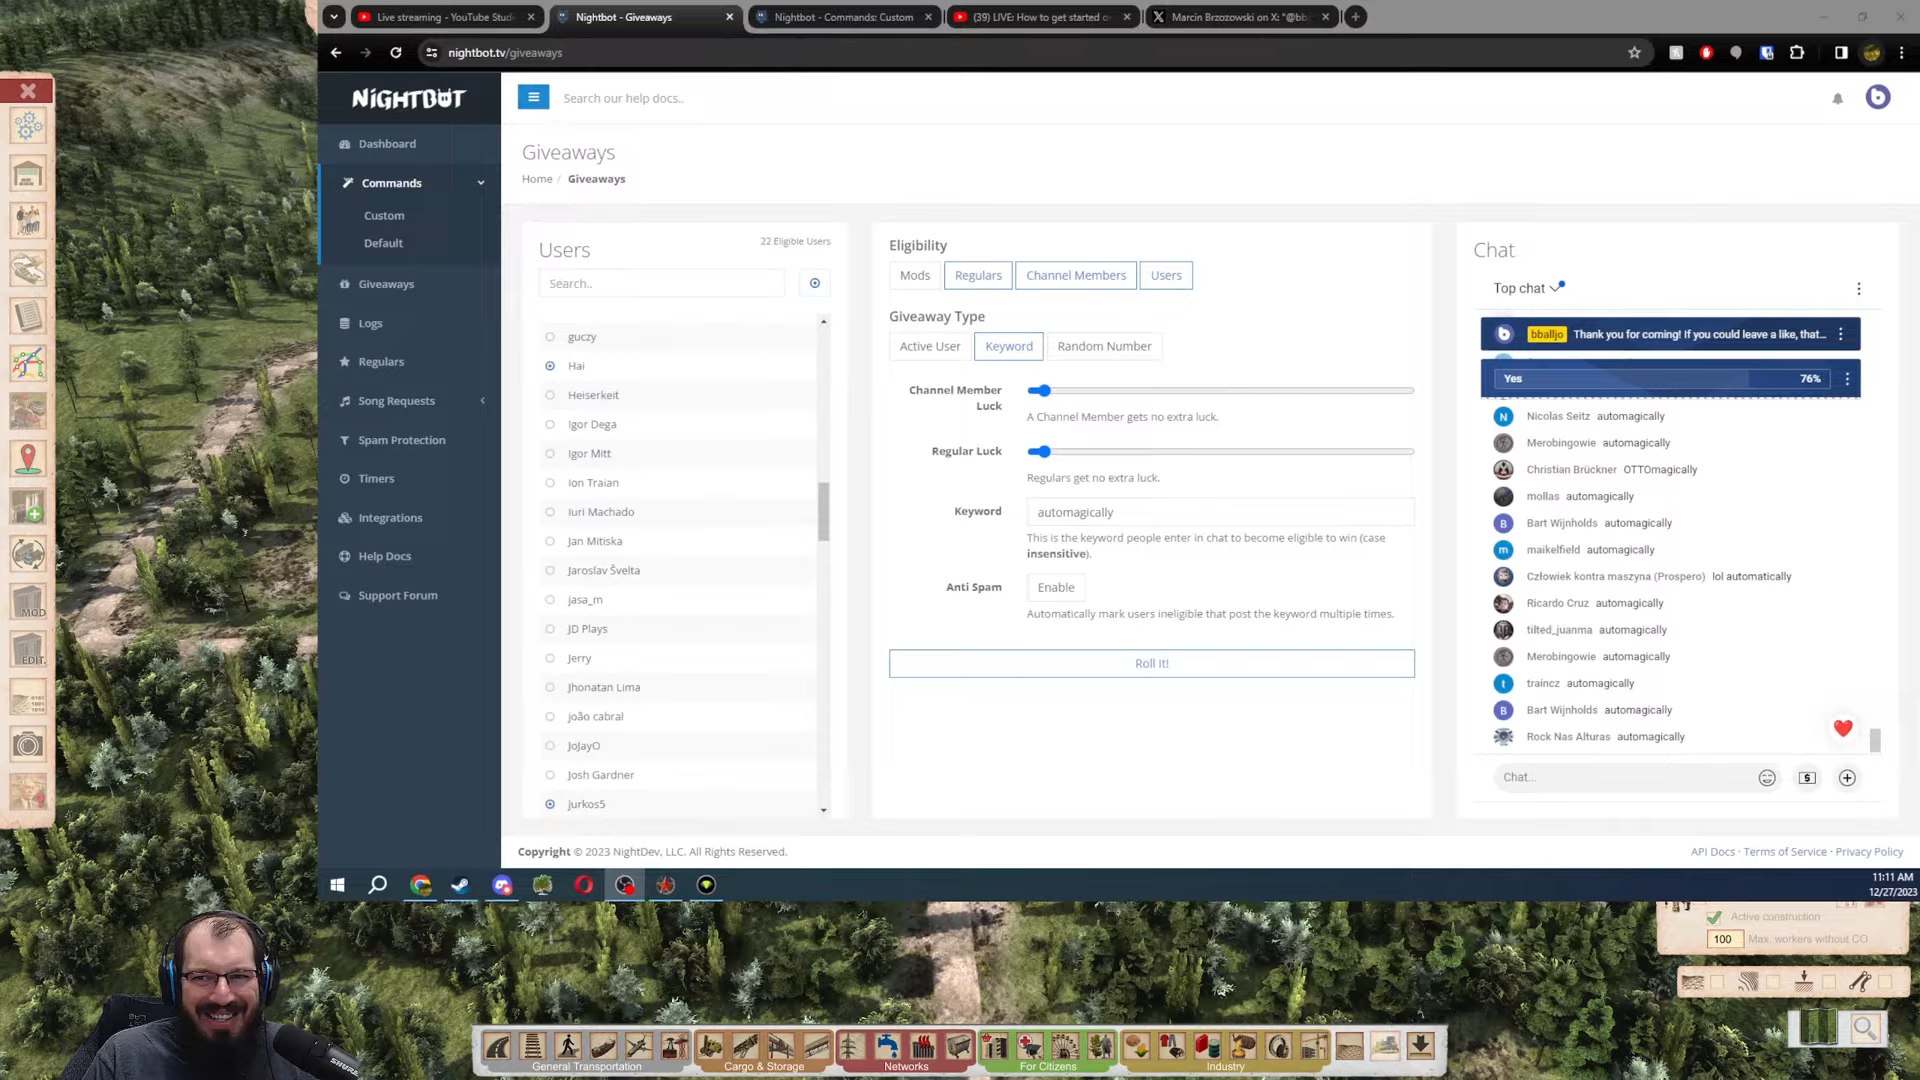 Live streaming - YouTube Stud
Nightbot - Giveaways
Nightbot - Commands: Custom
(39) LIVE: How to get started o
Marcin Brzozowski on X: "@bb
nightbot.tv/giveaways
NIGHTBOT
Search our help docs..
Dashboard
Commands
Custom
Default
Giveaways
Logs
Regulars
Song Requests
Spam Protection
Timers
Integrations
Help Docs
Support Forum
Giveaways
Home / Giveaways
Users
22 Eligible Users
Search..
guczy
Hai
Heiserkeit
Igor Dega
Igor Mitt
Ion Traian
Iuri Machado
Jan Mitiska
Jaroslav Švelta
jasa_m
JD Plays
Jerry
Jhonatan Lima
joão cabral
JoJayO
Josh Gardner
jurkos5
Eligibility
Mods
Regulars
Channel Members
Users
Giveaway Type
Active User
Keyword
Random Number
Channel Member
Luck
A Channel Member gets no extra luck.
Regular Luck
Regulars get no extra luck.
Keyword
automagically
This is the keyword people enter in chat to become eligible to win (case
insensitive).
Anti Spam
Enable
Automatically mark users ineligible that post the keyword multiple times.
Roll It!
Chat
Top chat
bballjo Thank you for coming! If you could leave a like, that...
Yes 76%
Nicolas Seitz automagically
Merobingowie automagically
Christian Brückner OTTOmagically
mollas automagically
Bart Wijnholds automagically
maikelfield automagically
Człowiek kontra maszyna (Prospero) lol automatically
Ricardo Cruz automagically
tilted_juanma automagically
Merobingowie automagically
traincz automagically
Bart Wijnholds automagically
Rock Nas Alturas automagically
Chat...
Copyright © 2023 NightDev, LLC. All Rights Reserved.
API Docs · Terms of Service · Privacy Policy
11:11 AM
12/27/2023
MOD
EDIT.
Active construction
100 Max. workers without CO
General Transportation
Cargo & Storage
Networks
For Citizens
Industry